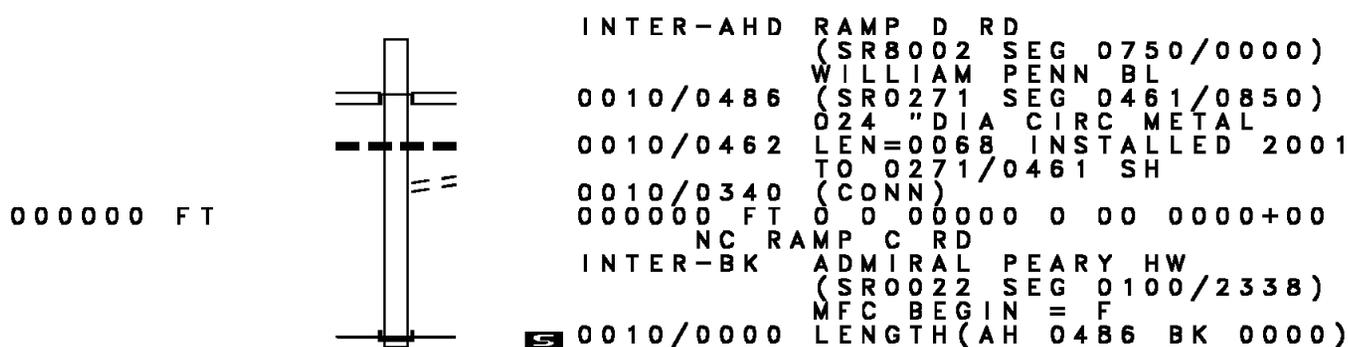 INTER-AHD RAMP D RD
(SR8002 SEG 0750/0000)
WILLIAM PENN BL
0010/0486 (SR0271 SEG 0461/0850)
024 "DIA CIRC METAL
0010/0462 LEN=0068 INSTALLED 2001
TO 0271/0461 SH
0010/0340 (CONN)
000000 FT 000000 FT 0 0 00000 0 00 0000+00
NC RAMP C RD
INTER-BK ADMIRAL PEARY HW
(SR0022 SEG 0100/2338)
MFC BEGIN = F
S 0010/0000 LENGTH(AH 0486 BK 0000)